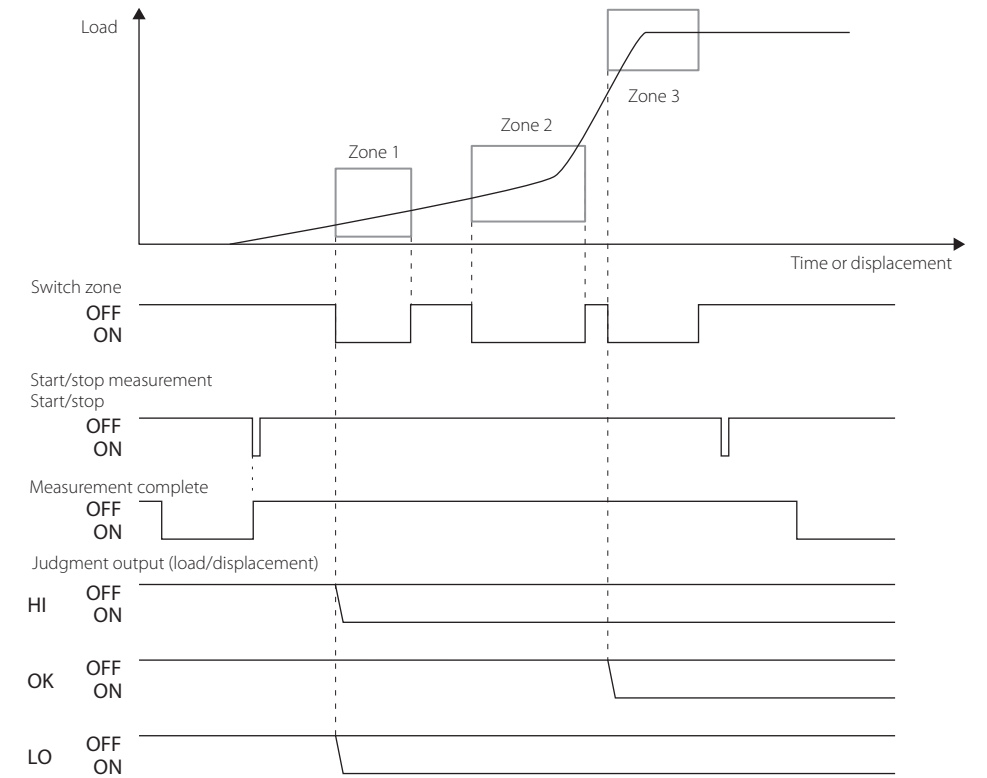 Load
Zone 3
Zone 2
Zone 1
Time or displacement
Switch zone
OFF
ON
Start/stop measurement
Start/stop
OFF
ON
Measurement complete
OFF
ON
Judgment output (load/displacement)
HI
OFF
ON
OK
OFF
ON
LO
OFF
ON